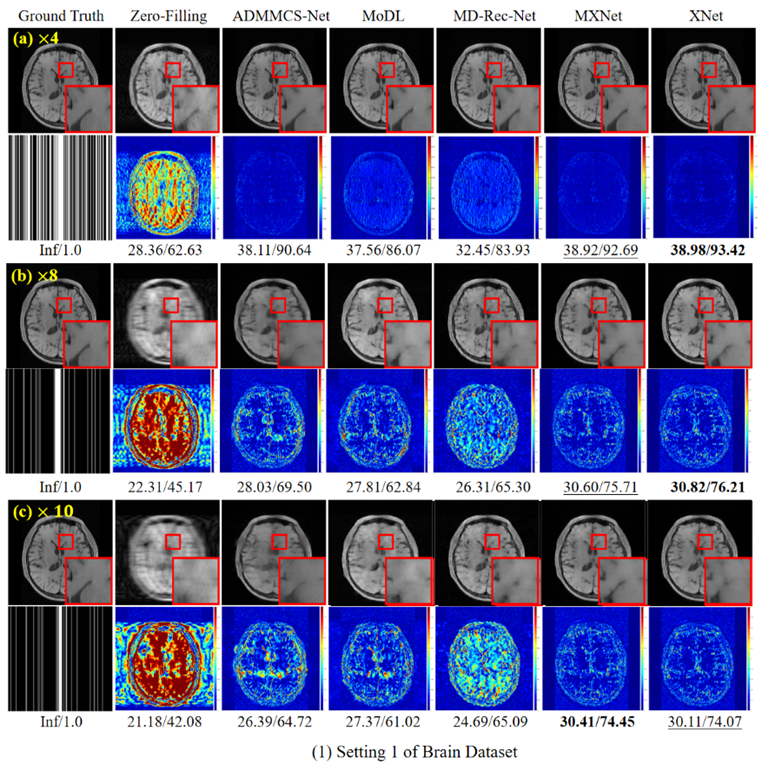 Ground Truth Zero-Filling ADMMCS-Net MoDL MD-Rec-Net MXNet XNet
(a) ×4
Inf/1.0 28.36/62.63 38.11/90.64 37.56/86.07 32.45/83.93 38.92/92.69 38.98/93.42
(b) ×8
Inf/1.0 22.31/45.17 28.03/69.50 27.81/62.84 26.31/65.30 30.60/75.71 30.82/76.21
(c) × 10
Inf/1.0 21.18/42.08 26.39/64.72 27.37/61.02 24.69/65.09 30.41/74.45 30.11/74.07
(1) Setting 1 of Brain Dataset